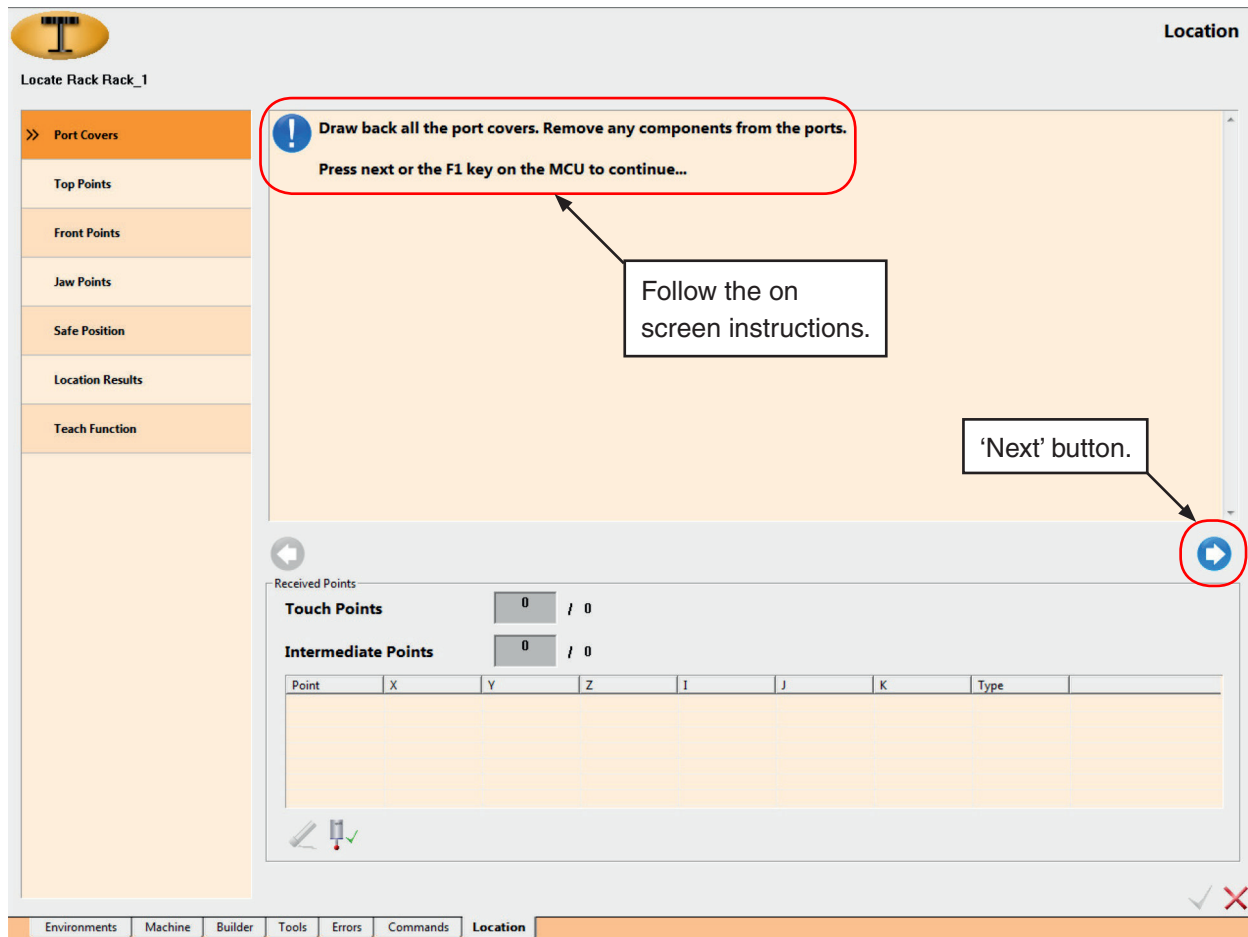 Location
Locate Rack Rack_1
Port Covers
Top Points
Front Points
Jaw Points
Safe Position
Location Results
Teach Function
Draw back all the port covers. Remove any components from the ports.
Press next or the F1 key on the MCU to continue...
Follow the on
screen instructions.
‘Next’ button.
Received Points
Touch Points 0 / 0
Intermediate Points 0 / 0
Point X Y Z I J K Type
Environments Machine Builder Tools Errors Commands Location